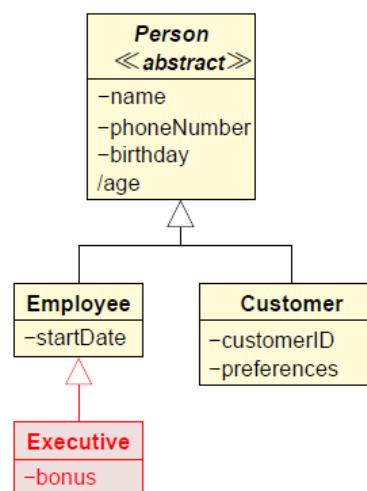 Person
≪abstract≫
−name
−phoneNumber
−birthday
/age
Employee
−startDate
Customer
−customerID
−preferences
Executive
−bonus